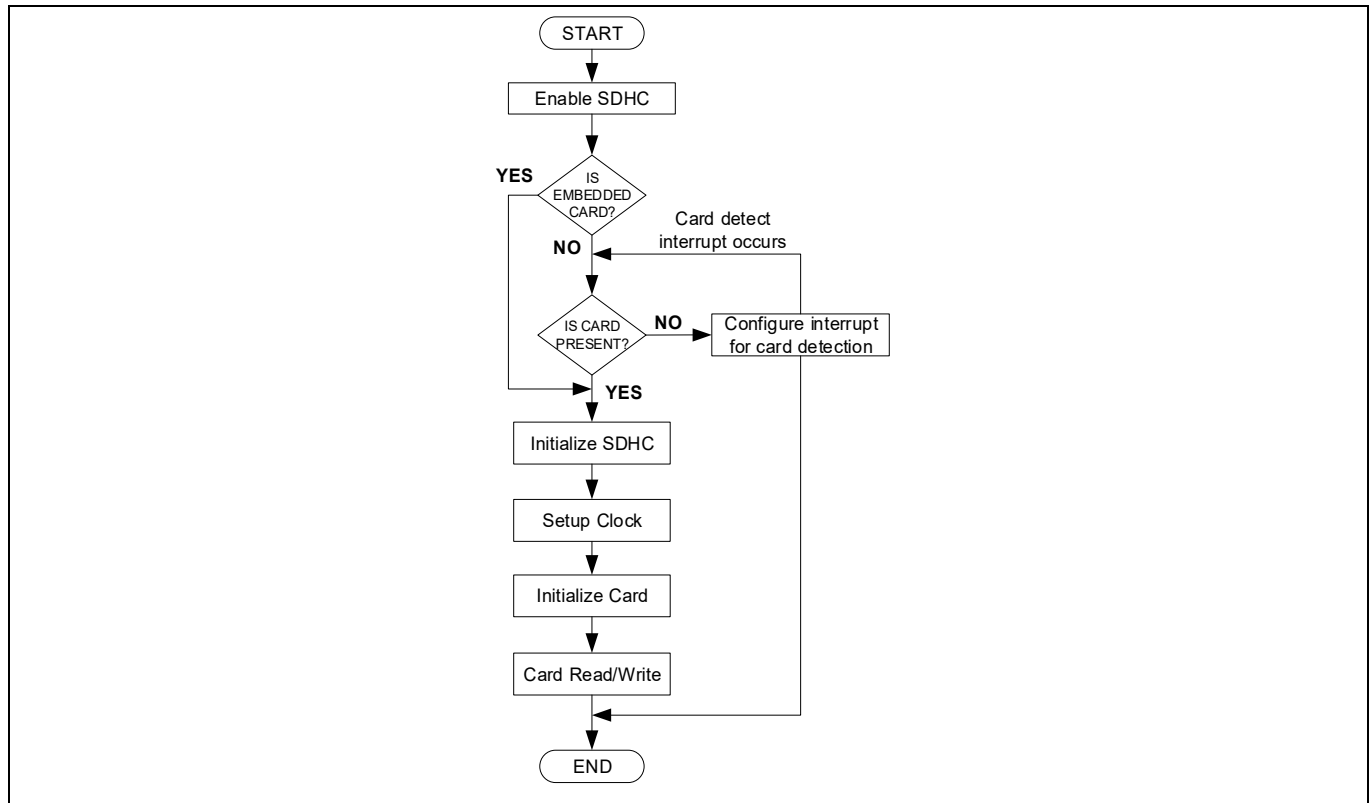 START
Enable SDHC
YES
IS
EMBEDDED
CARD?
Card detect
interrupt occurs
NO
IS CARD
PRESENT?
NO
Configure interrupt
for card detection
YES
Initialize SDHC
Setup Clock
Initialize Card
Card Read/Write
END